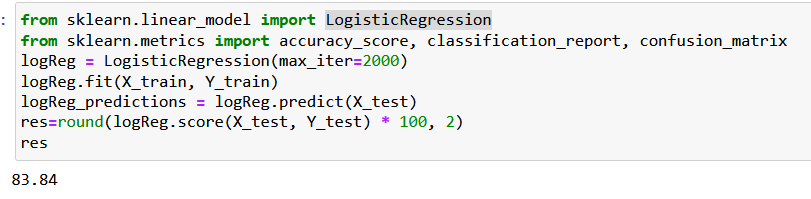 : from sklearn.linear_model import LogisticRegression
from sklearn.metrics import accuracy_score, classification_report, confusion_matrix
logReg = LogisticRegression(max_iter=2000)
logReg.fit(X_train, Y_train)
logReg_predictions = logReg.predict(X_test)
res=round(logReg.score(X_test, Y_test) * 100, 2)
res
83.84